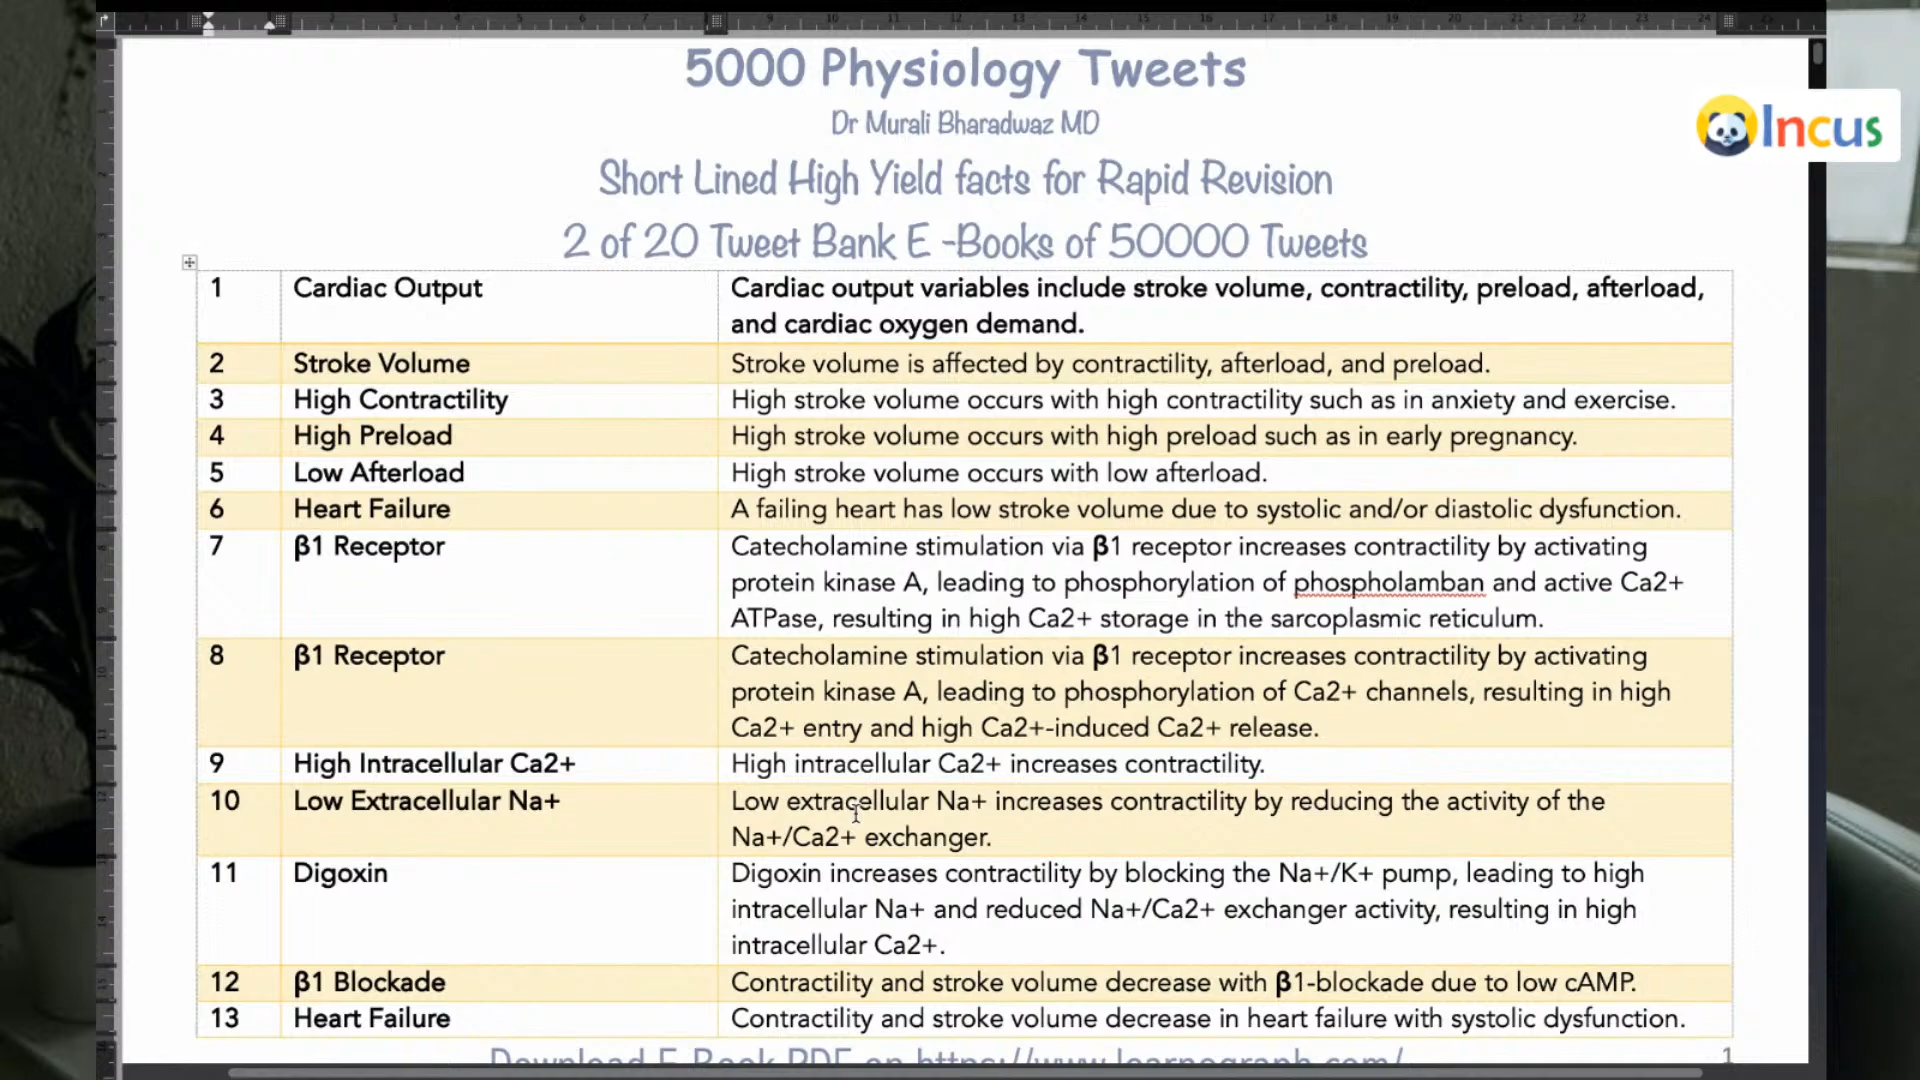 5000 Physiology Tweets
Dr Murali Bharadwaz MD
Incus
Short Lined High Yield facts for Rapid Revision
2 of 20 Tweet Bank E -Books of 50000 Tweets
1 Cardiac Output Cardiac output variables include stroke volume, contractility, preload, afterload,
and cardiac oxygen demand.
2 Stroke Volume Stroke volume is affected by contractility, afterload, and preload.
3 High Contractility High stroke volume occurs with high contractility such as in anxiety and exercise.
4 High Preload High stroke volume occurs with high preload such as in early pregnancy.
5 Low Afterload High stroke volume occurs with low afterload.
6 Heart Failure A failing heart has low stroke volume due to systolic and/or diastolic dysfunction.
7 β1 Receptor Catecholamine stimulation via β1 receptor increases contractility by activating
protein kinase A, leading to phosphorylation of phospholamban and active Ca2+
ATPase, resulting in high Ca2+ storage in the sarcoplasmic reticulum.
8 β1 Receptor Catecholamine stimulation via β1 receptor increases contractility by activating
protein kinase A, leading to phosphorylation of Ca2+ channels, resulting in high
Ca2+ entry and high Ca2+-induced Ca2+ release.
9 High Intracellular Ca2+ High intracellular Ca2+ increases contractility.
10 Low Extracellular Na+ Low extracellular Na+ increases contractility by reducing the activity of the
Na+/Ca2+ exchanger.
11 Digoxin Digoxin increases contractility by blocking the Na+/K+ pump, leading to high
intracellular Na+ and reduced Na+/Ca2+ exchanger activity, resulting in high
intracellular Ca2+.
12 β1 Blockade Contractility and stroke volume decrease with β1-blockade due to low cAMP.
13 Heart Failure Contractility and stroke volume decrease in heart failure with systolic dysfunction.
Download E-Book PDF on https://www.learnograph.com/ 1